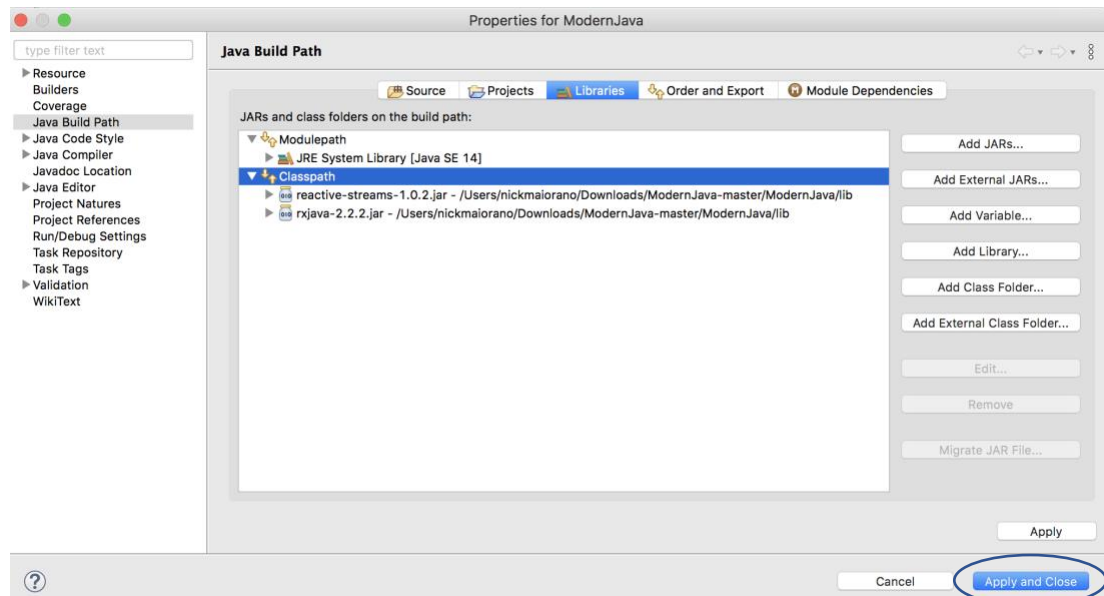 Properties for ModernJava
type filter text
Resource
Builders
Coverage
Java Build Path
Java Code Style
Java Compiler
Javadoc Location
Java Editor
Project Natures
Project References
Run/Debug Settings
Task Repository
Task Tags
Validation
WikiText
Java Build Path
Source
Projects
Libraries
Order and Export
Module Dependencies
JARs and class folders on the build path:
Modulepath
JRE System Library [Java SE 14]
Classpath
reactive-streams-1.0.2.jar - /Users/nickmaiorano/Downloads/ModernJava-master/ModernJava/lib
rxjava-2.2.2.jar - /Users/nickmaiorano/Downloads/ModernJava-master/ModernJava/lib
Add JARs...
Add External JARs...
Add Variable...
Add Library...
Add Class Folder...
Add External Class Folder...
Edit...
Remove
Migrate JAR File...
Apply
?
Cancel
Apply and Close